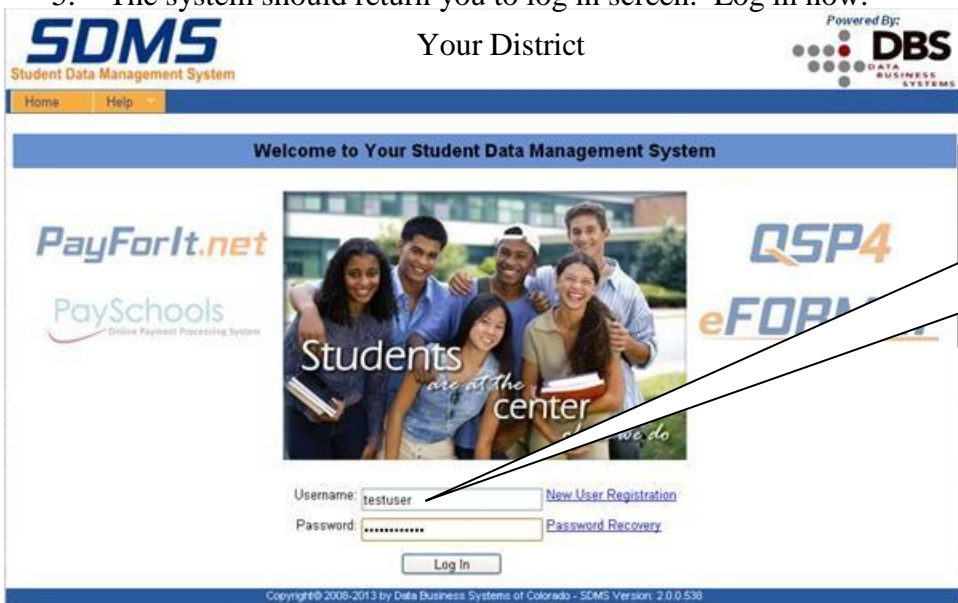 The system should return you to log in screen. Log in now.
SDMS
Student Data Management System
Your District
Powered By:
DBS
DATA
BUSINESS
SYSTEMS
Home Help
Welcome to Your Student Data Management System
PayForIt.net
QSP4
PaySchools
Online Payment Processing System
Students
are at the
center
we do
Username: testuser New User Registration
Password: •••••••••••• Password Recovery
Log In
Copyright© 2008-2013 by Data Business Systems of Colorado - SDMS Version: 2.0.0.538